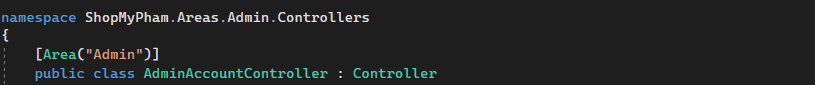 namespace ShopMyPham.Areas.Admin.Controllers
{
[Area("Admin")]
public class AdminAccountController : Controller